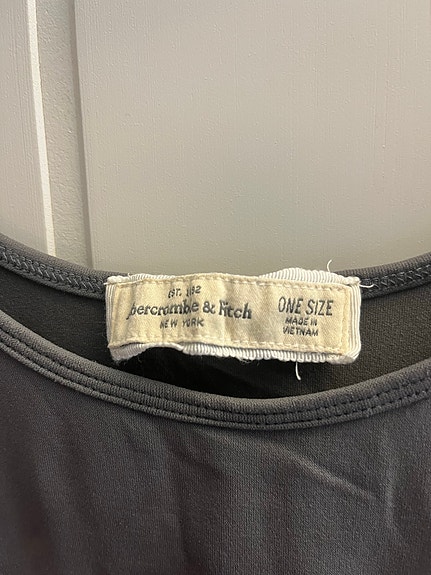 EST. 1892
Abercrombie & Fitch
NEW YORK
ONE SIZE
MADE IN
VIETNAM